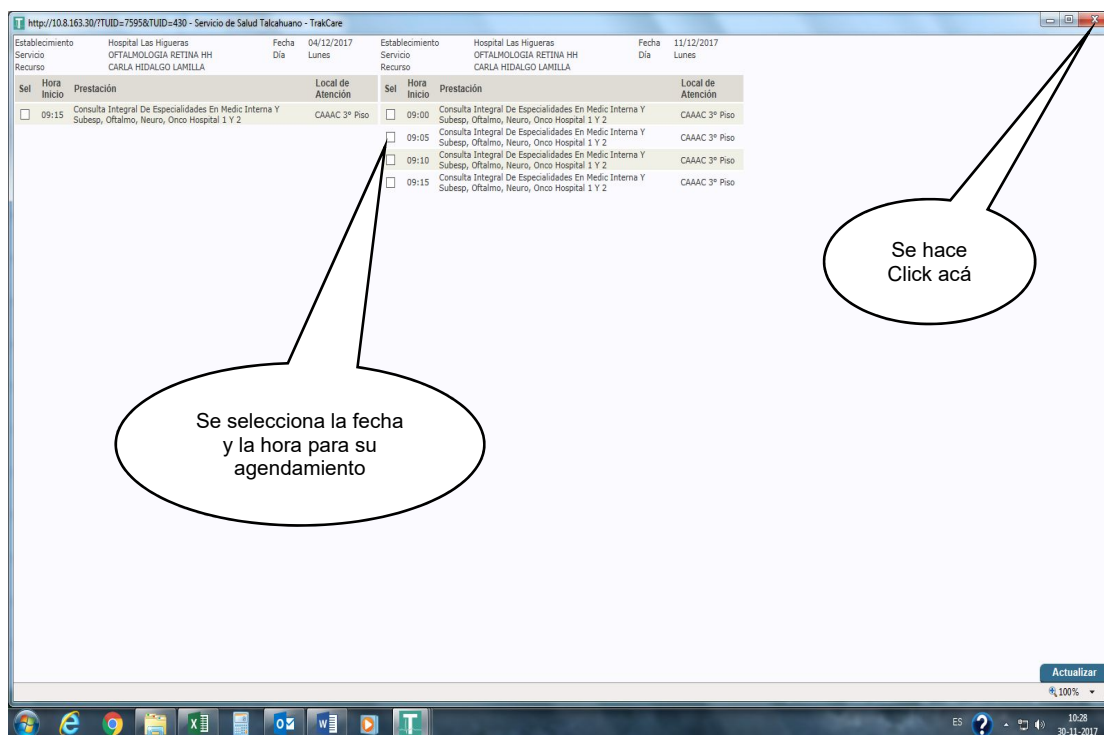 http://10.8.163.30/?TUID=7595&TUID=430 - Servicio de Salud Talcahuano - TrakCare
Establecimiento Hospital Las Higueras Fecha 04/12/2017
Servicio OFTALMOLOGIA RETINA HH Día Lunes
Recurso CARLA HIDALGO LAMILLA
Sel Hora Inicio Prestación Local de Atención
09:15 Consulta Integral De Especialidades En Medic Interna Y
Subesp, Oftalmo, Neuro, Onco Hospital 1 Y 2 CAAAC 3º Piso
Establecimiento Hospital Las Higueras Fecha 11/12/2017
Servicio OFTALMOLOGIA RETINA HH Día Lunes
Recurso CARLA HIDALGO LAMILLA
Sel Hora Inicio Prestación Local de Atención
09:00 Consulta Integral De Especialidades En Medic Interna Y
Subesp, Oftalmo, Neuro, Onco Hospital 1 Y 2 CAAAC 3º Piso
09:05 Consulta Integral De Especialidades En Medic Interna Y
Subesp, Oftalmo, Neuro, Onco Hospital 1 Y 2 CAAAC 3º Piso
09:10 Consulta Integral De Especialidades En Medic Interna Y
Subesp, Oftalmo, Neuro, Onco Hospital 1 Y 2 CAAAC 3º Piso
09:15 Consulta Integral De Especialidades En Medic Interna Y
Subesp, Oftalmo, Neuro, Onco Hospital 1 Y 2 CAAAC 3º Piso
Se hace
Click acá
Se selecciona la fecha
y la hora para su
agendamiento
Actualizar
100%
ES 10:28
30-11-2017